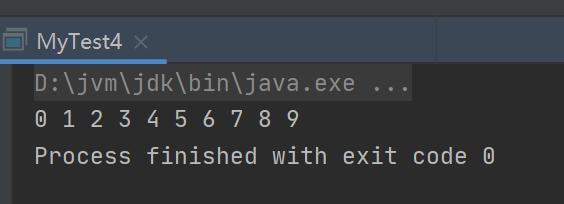 MyTest4
D:\jvm\jdk\bin\java.exe ...
0 1 2 3 4 5 6 7 8 9
Process finished with exit code 0